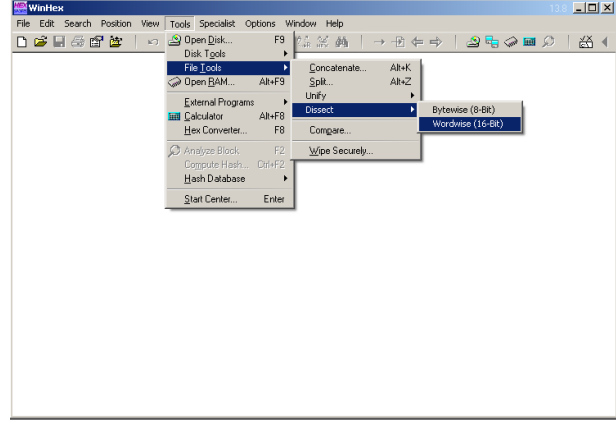 HEX WinHex 13.8
File Edit Search Position View Tools Specialist Options Window Help
Open Disk... F9
Disk Tools
File Tools
Open RAM... Alt+F9
External Programs
Calculator Alt+F8
Hex Converter... F8
Analyze Block F2
Compute Hash... Ctrl+F2
Hash Database
Start Center... Enter
Concatenate... Alt+K
Split... Alt+Z
Unify
Dissect
Compare...
Wipe Securely...
Bytewise (8-Bit)
Wordwise (16-Bit)